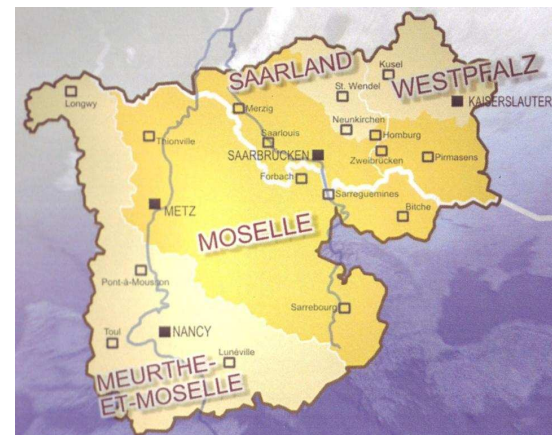 SAARLAND
Kusel
WESTPFALZ
Longwy
St. Wendel
KAISERSLAUTER
Merzig
Neunkirchen
Homburg
Thionville
Saarlouis
SAARBRÜCKEN
Zweibrücken
Pirmasens
Forbach
Sarreguemines
METZ
Bitche
MOSELLE
Pont-à-Mousson
Sarrebourg
Toul
NANCY
Lunéville
MEURTHE-
ET-MOSELLE